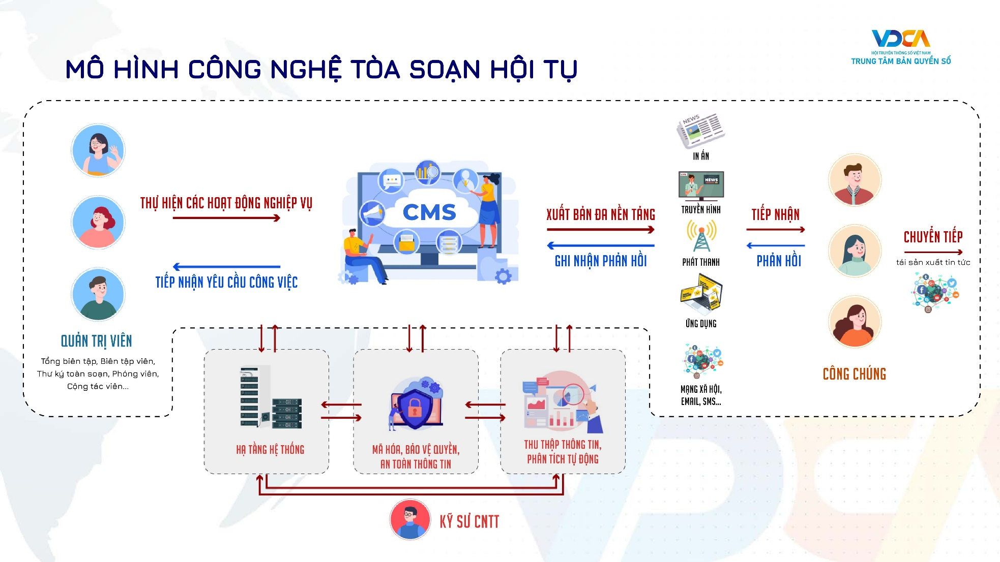 VDCA
HỘI TRUYỀN THÔNG SỐ VIỆT NAM
TRUNG TÂM BẢN QUYỀN SỐ
MÔ HÌNH CÔNG NGHỆ TÒA SOẠN HỘI TỤ
THỰ HIỆN CÁC HOẠT ĐỘNG NGHIỆP VỤ
TIẾP NHẬN YÊU CẦU CÔNG VIỆC
QUẢN TRỊ VIÊN
Tổng biên tập, Biên tập viên,
Thư ký toàn soạn, Phóng viên,
Cộng tác viên...
CMS
XUẤT BẢN ĐA NỀN TẢNG
GHI NHẬN PHẢN HỒI
NEWS
IN ẤN
LIVE
NEWS
TRUYỀN HÌNH
PHÁT THANH
ỨNG DỤNG
MẠNG XÃ HỘI,
EMAIL, SMS...
TIẾP NHẬN
PHẢN HỒI
CÔNG CHÚNG
CHUYỂN TIẾP
tái sản xuất tin tức
HẠ TẦNG HỆ THỐNG
MÃ HÓA, BẢO VỆ QUYỀN,
AN TOÀN THÔNG TIN
THU THẬP THÔNG TIN,
PHÂN TÍCH TỰ ĐỘNG
KỸ SƯ CNTT
VDCA